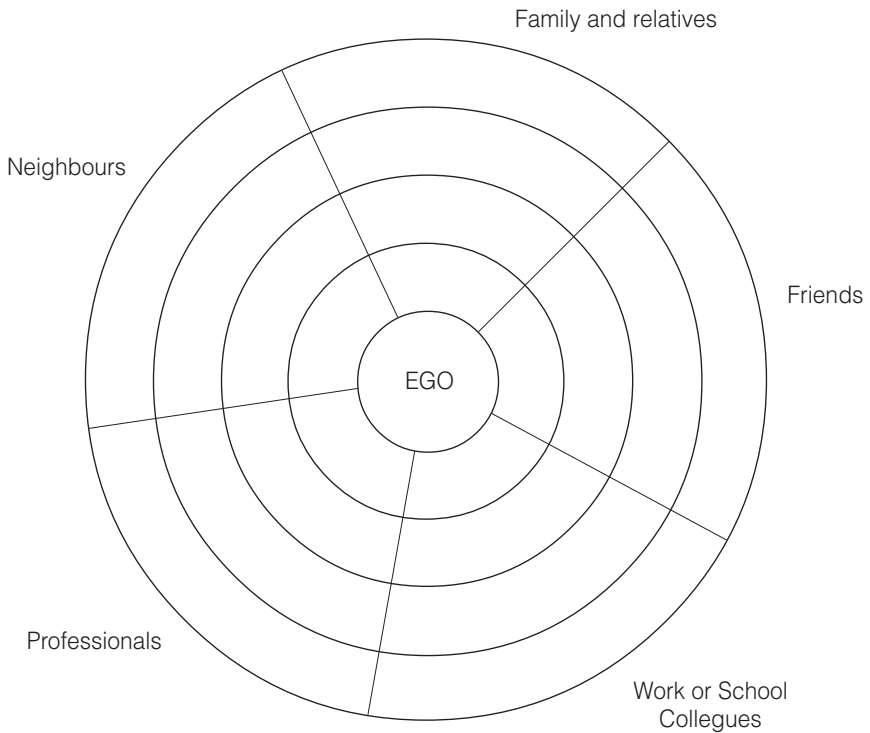 Family and relatives
Neighbours
Friends
EGO
Professionals
Work or School
Collegues